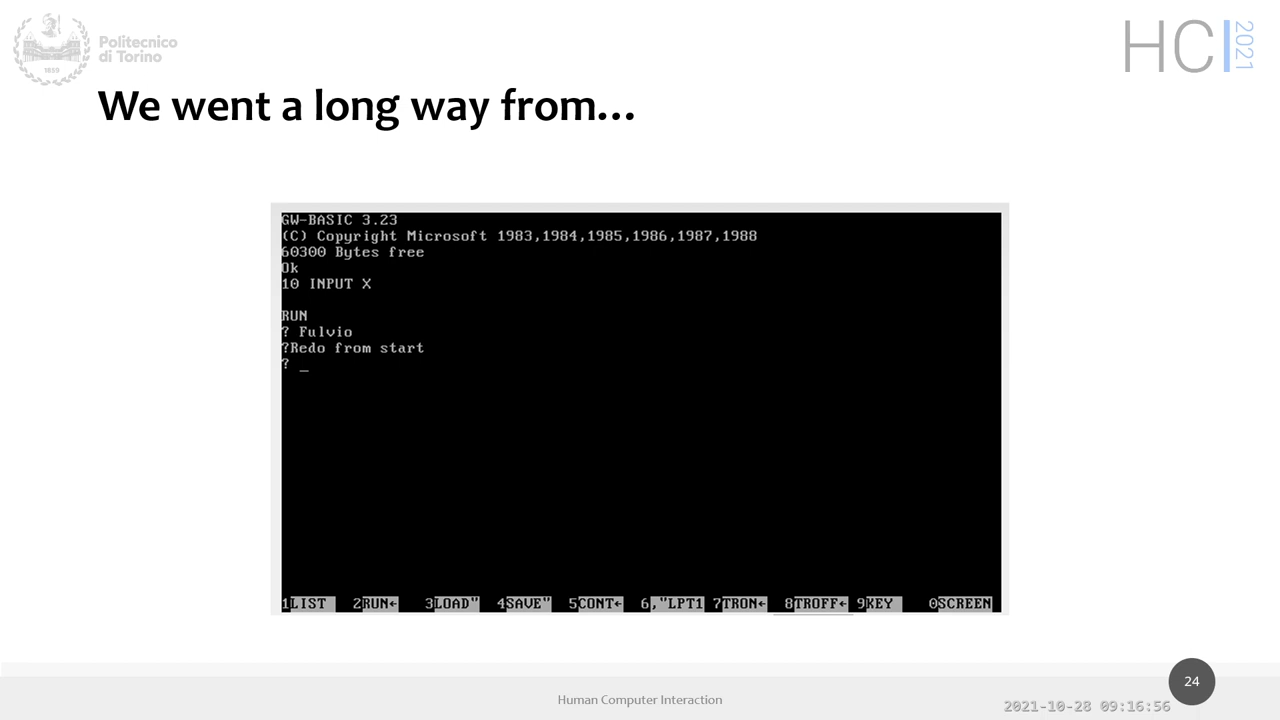 Politecnico
di Torino
1859
HCI 2021
We went a long way from...
GW-BASIC 3.23
(C) Copyright Microsoft 1983,1984,1985,1986,1987,1988
60300 Bytes free
Ok
10 INPUT X
RUN
? Fulvio
?Redo from start
? _
1LIST 2RUN← 3LOAD" 4SAVE" 5CONT← 6,"LPT1 7TRON← 8TROFF← 9KEY 0SCREEN
Human Computer Interaction
24
2021-10-28 09:16:56